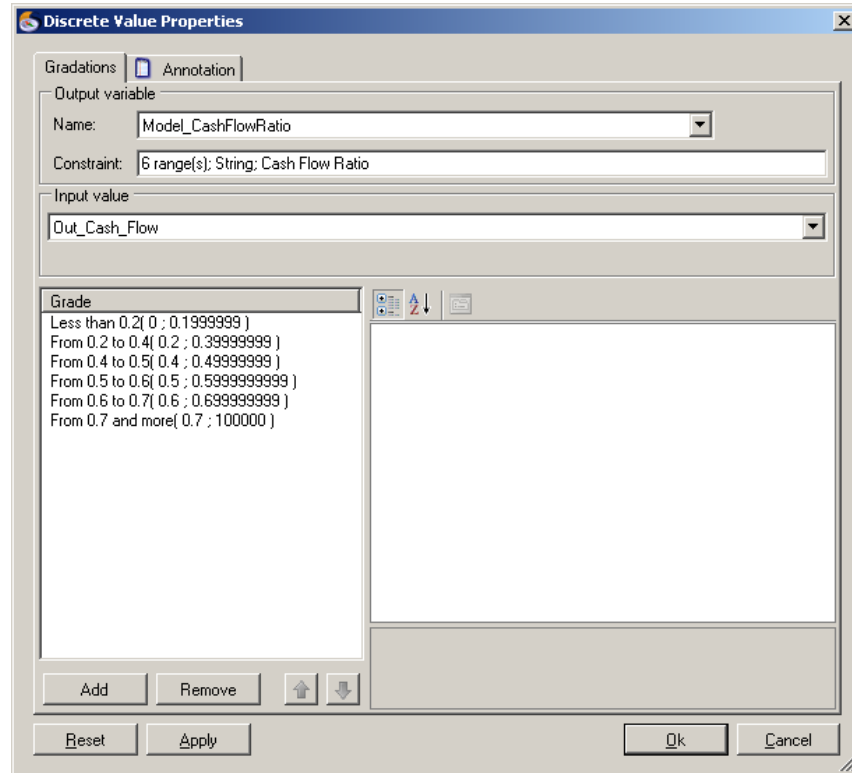 Discrete Value Properties
Gradations
Annotation
Output variable
Name: Model_CashFlowRatio
Constraint: 6 range(s); String; Cash Flow Ratio
Input value
Out_Cash_Flow
Grade
Less than 0.2( 0 ; 0.1999999 )
From 0.2 to 0.4( 0.2 ; 0.39999999 )
From 0.4 to 0.5( 0.4 ; 0.49999999 )
From 0.5 to 0.6( 0.5 ; 0.5999999999 )
From 0.6 to 0.7( 0.6 ; 0.699999999 )
From 0.7 and more( 0.7 ; 100000 )
A
Z
Add Remove
Reset Apply Ok Cancel